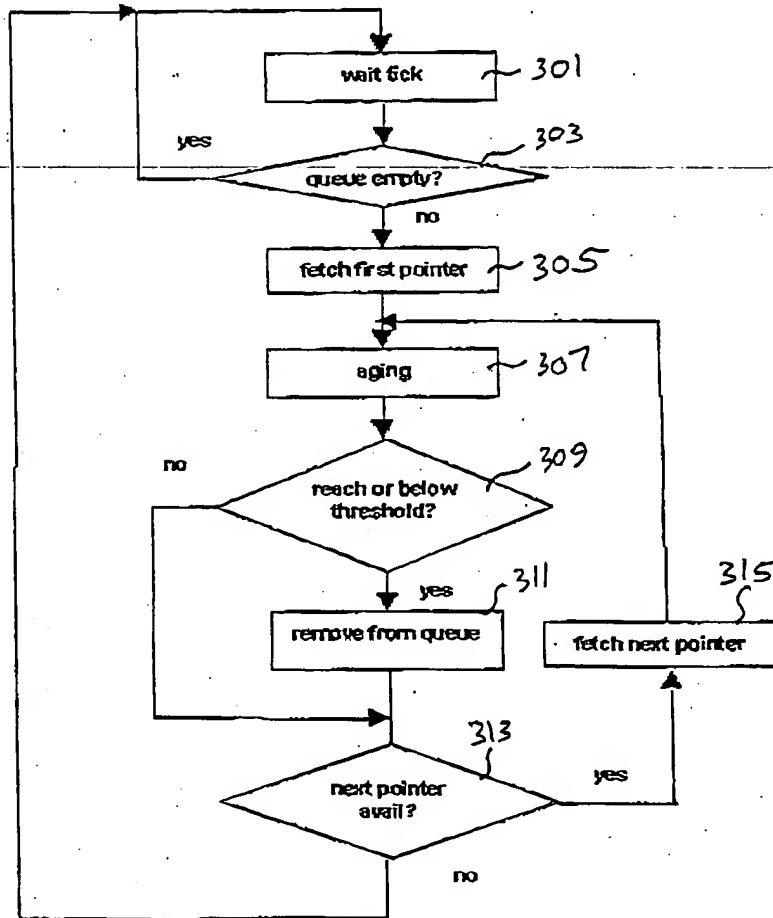 wait tick 301
yes
303
queue empty?
no
fetch first pointer 305
aging 307
no
309
reach or below
threshold?
yes
311
remove from queue
315
fetch next pointer
313
next pointer
avail?
yes
no